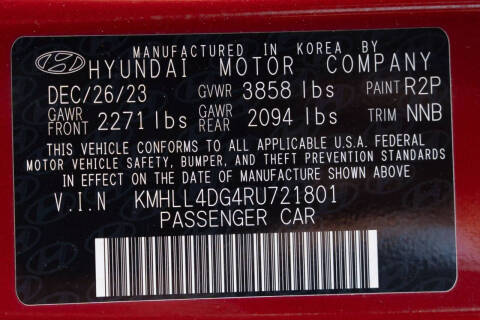 MANUFACTURED IN KOREA BY
HYUNDAI MOTOR COMPANY
DEC/26/23 GVWR 3858 lbs PAINT R2P
GAWR FRONT 2271 lbs GAWR REAR 2094 lbs TRIM NNB
THIS VEHICLE CONFORMS TO ALL APPLICABLE U.S.A. FEDERAL
MOTOR VEHICLE SAFETY, BUMPER, AND THEFT PREVENTION STANDARDS
IN EFFECT ON THE DATE OF MANUFACTURE SHOWN ABOVE
V.I.N KMHLL4DG4RU721801
PASSENGER CAR